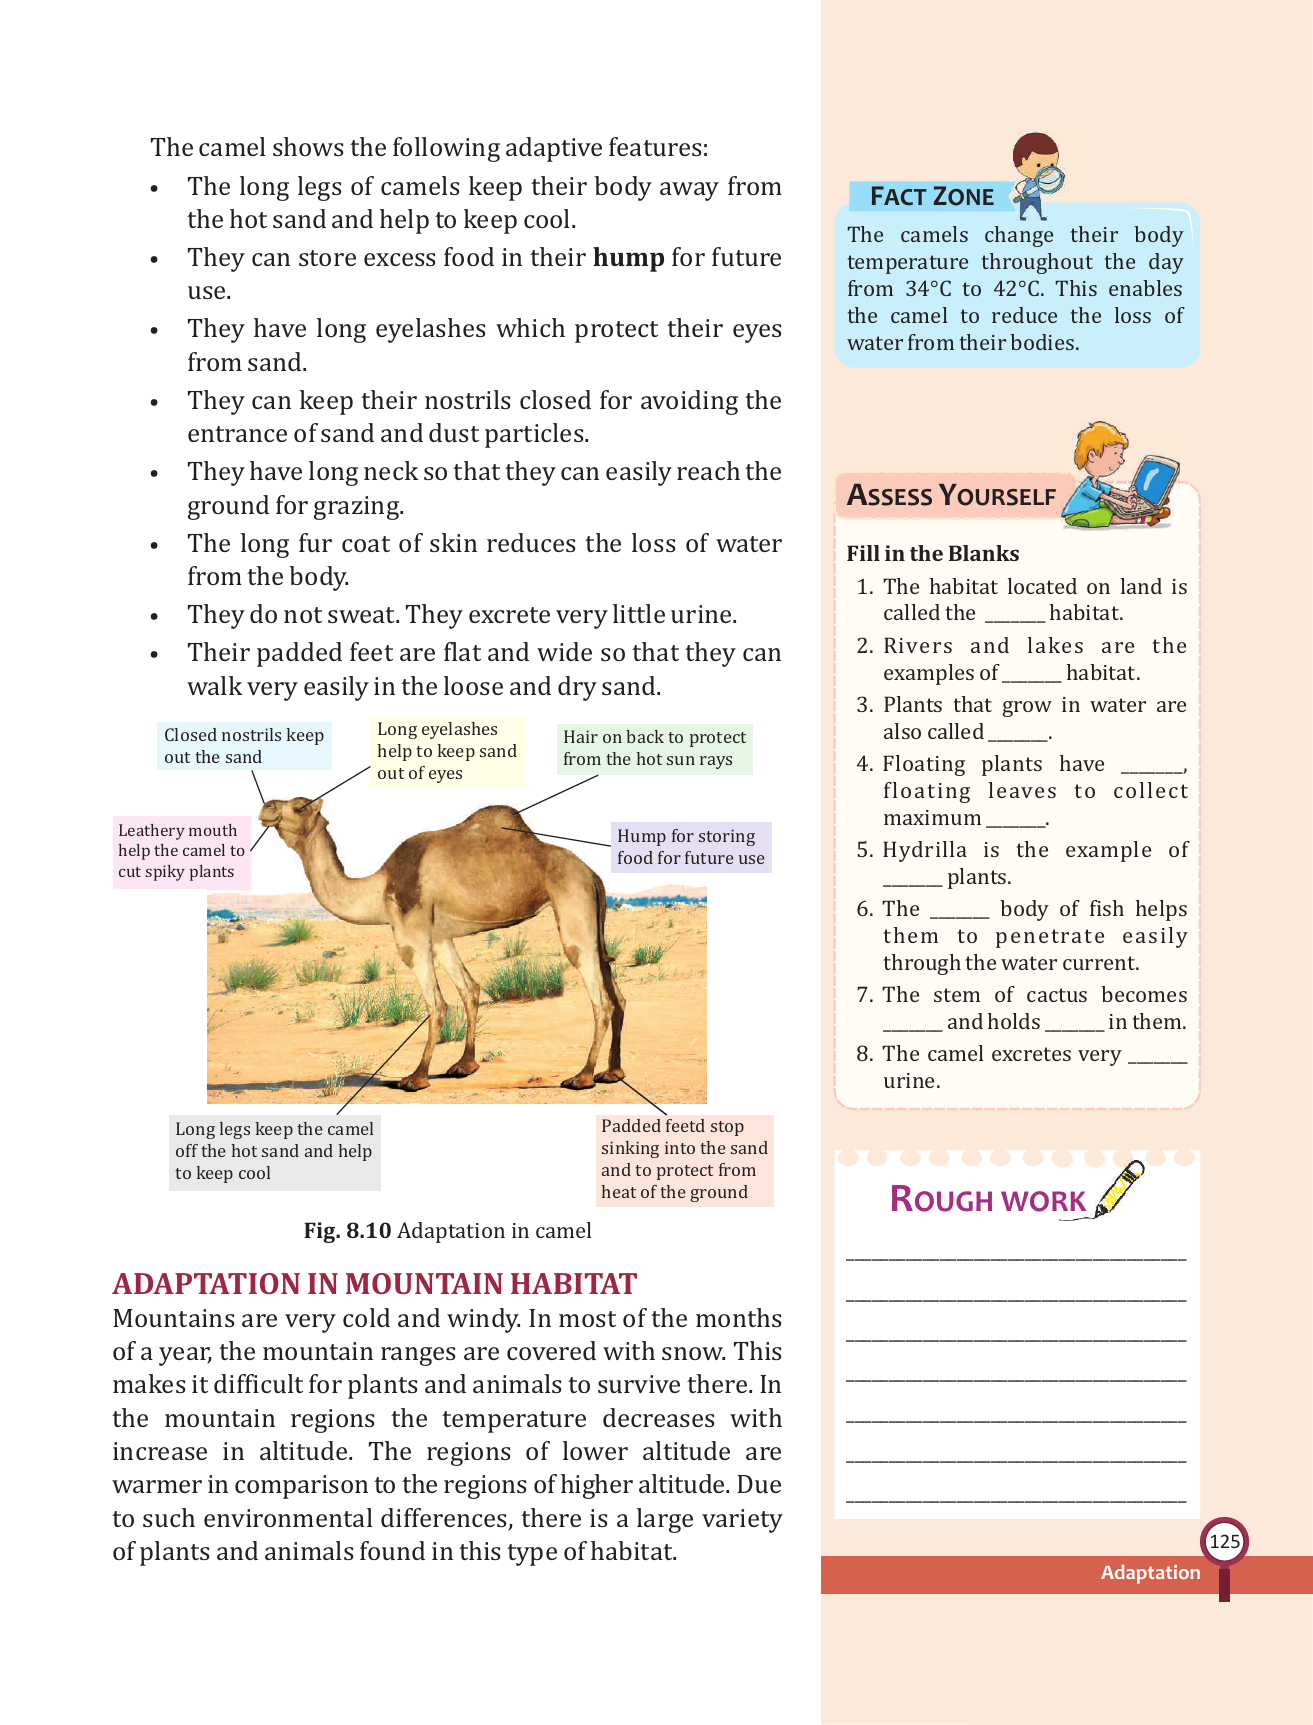 The camel shows the following adaptive features:
• The long legs of camels keep their body away from
the hot sand and help to keep cool.
• They can store excess food in their hump for future
use.
• They have long eyelashes which protect their eyes
from sand.
• They can keep their nostrils closed for avoiding the
entrance of sand and dust particles.
• They have long neck so that they can easily reach the
ground for grazing.
• The long fur coat of skin reduces the loss of water
from the body.
• They do not sweat. They excrete very little urine.
• Their padded feet are flat and wide so that they can
walk very easily in the loose and dry sand.
Closed nostrils keep
out the sand
Long eyelashes
help to keep sand
out of eyes
Hair on back to protect
from the hot sun rays
Leathery mouth
help the camel to
cut spiky plants
Hump for storing
food for future use
Long legs keep the camel
off the hot sand and help
to keep cool
Padded feetd stop
sinking into the sand
and to protect from
heat of the ground
Fig. 8.10 Adaptation in camel
ADAPTATION IN MOUNTAIN HABITAT
Mountains are very cold and windy. In most of the months
of a year, the mountain ranges are covered with snow. This
makes it difficult for plants and animals to survive there. In
the mountain regions the temperature decreases with
increase in altitude. The regions of lower altitude are
warmer in comparison to the regions of higher altitude. Due
to such environmental differences, there is a large variety
of plants and animals found in this type of habitat.
FACT ZONE
The camels change their body
temperature throughout the day
from 34°C to 42°C. This enables
the camel to reduce the loss of
water from their bodies.
ASSESS YOURSELF
Fill in the Blanks
1. The habitat located on land is
called the ______ habitat.
2. Rivers and lakes are the
examples of ______ habitat.
3. Plants that grow in water are
also called ______.
4. Floating plants have ______,
floating leaves to collect
maximum ______.
5. Hydrilla is the example of
______ plants.
6. The ______ body of fish helps
them to penetrate easily
through the water current.
7. The stem of cactus becomes
______ and holds ______ in them.
8. The camel excretes very ______
urine.
ROUGH WORK
125
Adaptation